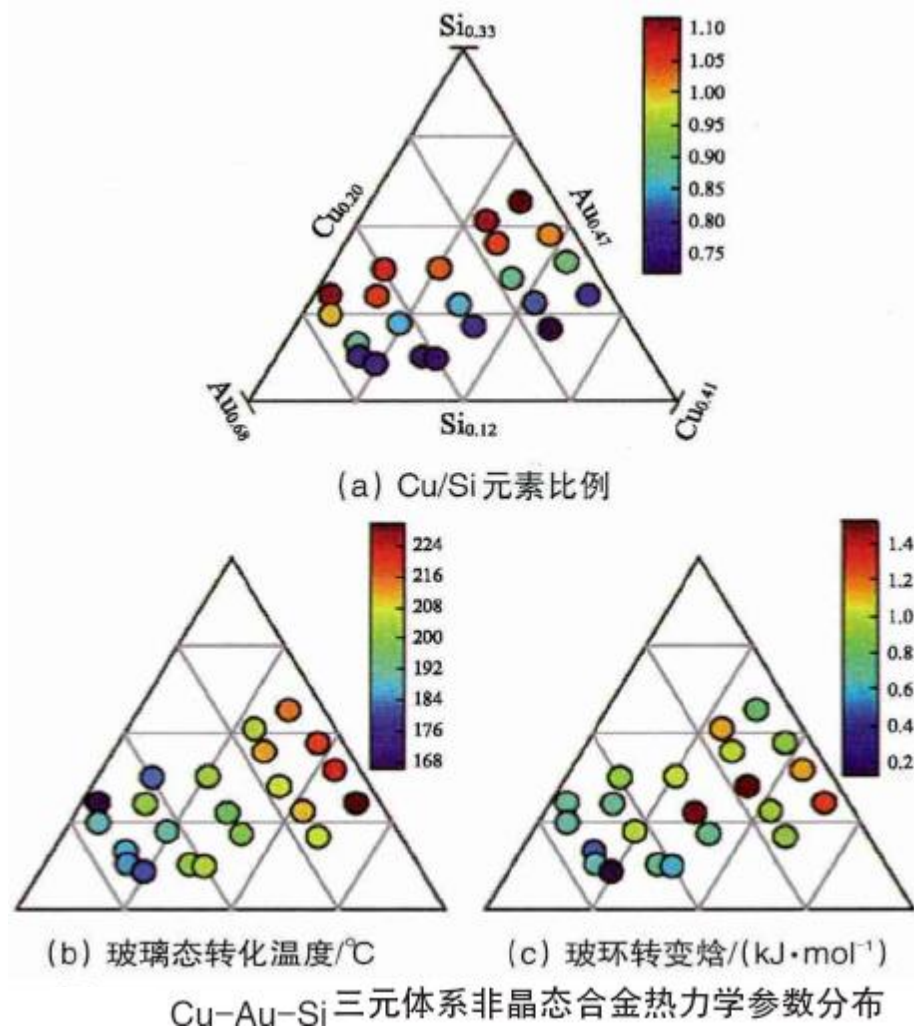 Si0.33
1.10
1.05
1.00
0.95
0.90
0.85
0.80
0.75
Cu0.20
Au0.47
Au0.68
Si0.12
Cu0.41
(a) Cu/Si元素比例
224
216
208
200
192
184
176
168
1.4
1.2
1.0
0.8
0.6
0.4
0.2
(b) 玻璃态转化温度/℃
(c) 玻环转变焓/(kJ·mol⁻¹)
Cu-Au-Si三元体系非晶态合金热力学参数分布